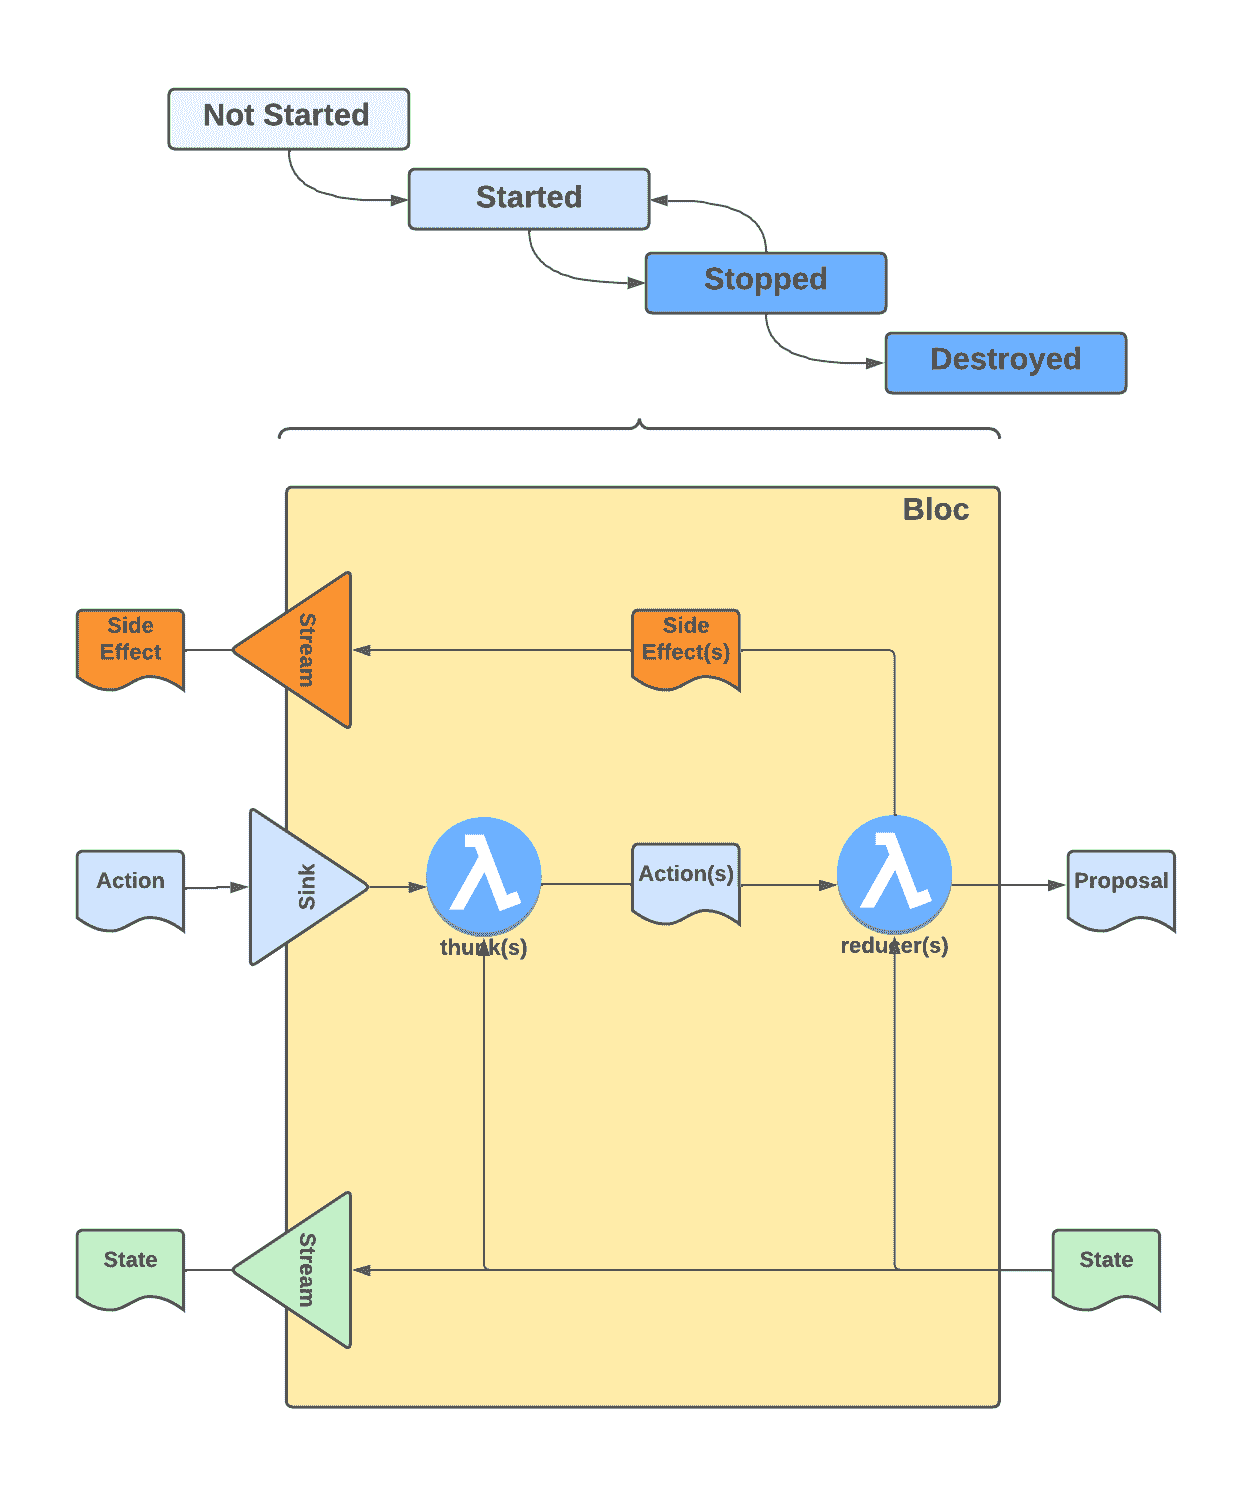 Not Started
Started
Stopped
Destroyed
Bloc
Side
Effect
Stream
Side
Effect(s)
Action
Sink
thunk(s)
Action(s)
reducer(s)
Proposal
State
Stream
State